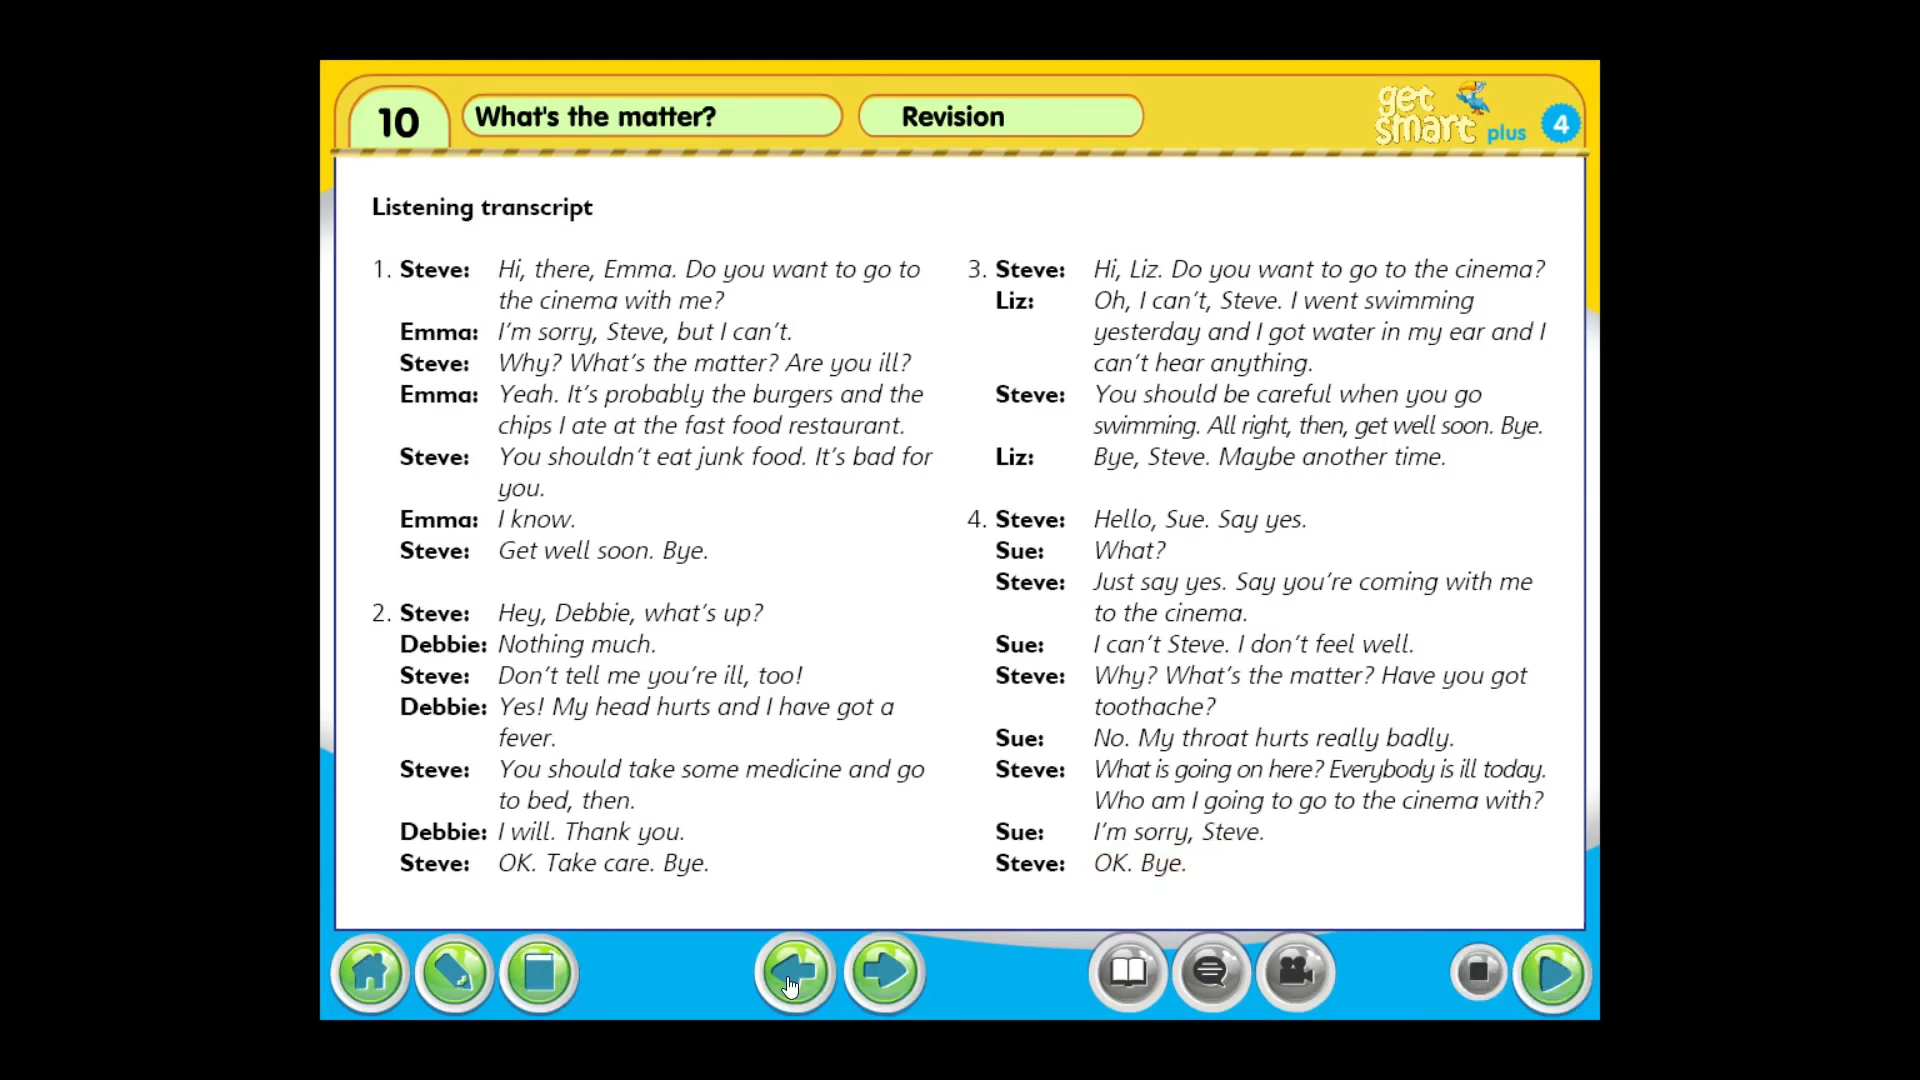 10
What's the matter?
Revision
get
smart plus 4
Listening transcript
1. Steve: Hi, there, Emma. Do you want to go to
the cinema with me?
Emma: I'm sorry, Steve, but I can't.
Steve: Why? What's the matter? Are you ill?
Emma: Yeah. It's probably the burgers and the
chips I ate at the fast food restaurant.
Steve: You shouldn't eat junk food. It's bad for
you.
Emma: I know.
Steve: Get well soon. Bye.
2. Steve: Hey, Debbie, what's up?
Debbie: Nothing much.
Steve: Don't tell me you're ill, too!
Debbie: Yes! My head hurts and I have got a
fever.
Steve: You should take some medicine and go
to bed, then.
Debbie: I will. Thank you.
Steve: OK. Take care. Bye.
3. Steve: Hi, Liz. Do you want to go to the cinema?
Liz: Oh, I can't, Steve. I went swimming
yesterday and I got water in my ear and I
can't hear anything.
Steve: You should be careful when you go
swimming. All right, then, get well soon. Bye.
Liz: Bye, Steve. Maybe another time.
4. Steve: Hello, Sue. Say yes.
Sue: What?
Steve: Just say yes. Say you're coming with me
to the cinema.
Sue: I can't Steve. I don't feel well.
Steve: Why? What's the matter? Have you got
toothache?
Sue: No. My throat hurts really badly.
Steve: What is going on here? Everybody is ill today.
Who am I going to go to the cinema with?
Sue: I'm sorry, Steve.
Steve: OK. Bye.